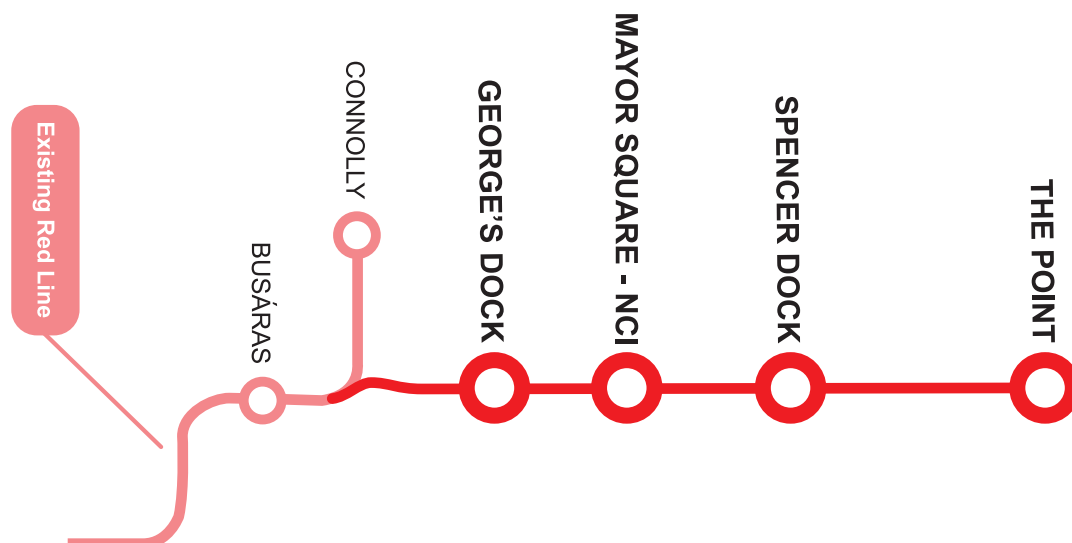 Existing Red Line
BUSÁRAS
CONNOLLY
GEORGE’S DOCK
MAYOR SQUARE - NCI
SPENCER DOCK
THE POINT